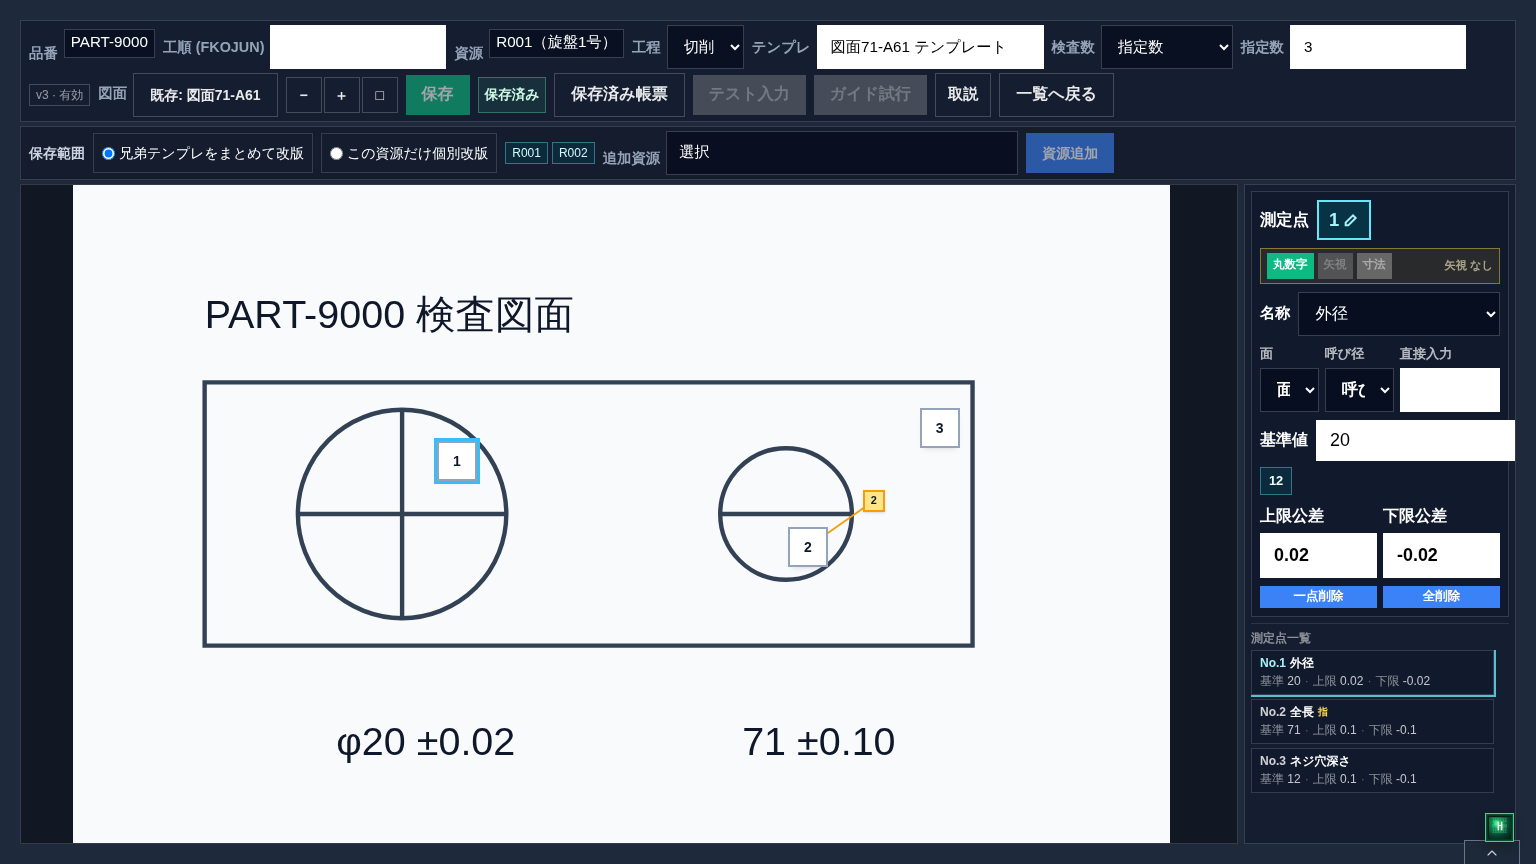 品番 PART-9000 工順 (FKOJUN) 資源 R001（旋盤1号） 工程 切削 テンプレ 図面71-A61 テンプレート 検査数 指定数 指定数 3
v3 · 有効 図面 既存: 図面71-A61 − + □ 保存 保存済み 保存済み帳票 テスト入力 ガイド試行 取説 一覧へ戻る
保存範囲 兄弟テンプレをまとめて改版 この資源だけ個別改版 R001 R002 追加資源 選択 資源追加
PART-9000 検査図面
1
2
2
3
φ20 ±0.02 71 ±0.10
測定点 1
丸数字 矢視 寸法 矢視 なし
名称 外径
面 呼び径 直接入力
面 呼び
基準値 20
12
上限公差 下限公差
0.02 -0.02
一点削除 全削除
測定点一覧
No.1 外径
基準 20 · 上限 0.02 · 下限 -0.02
No.2 全長 指
基準 71 · 上限 0.1 · 下限 -0.1
No.3 ネジ穴深さ
基準 12 · 上限 0.1 · 下限 -0.1